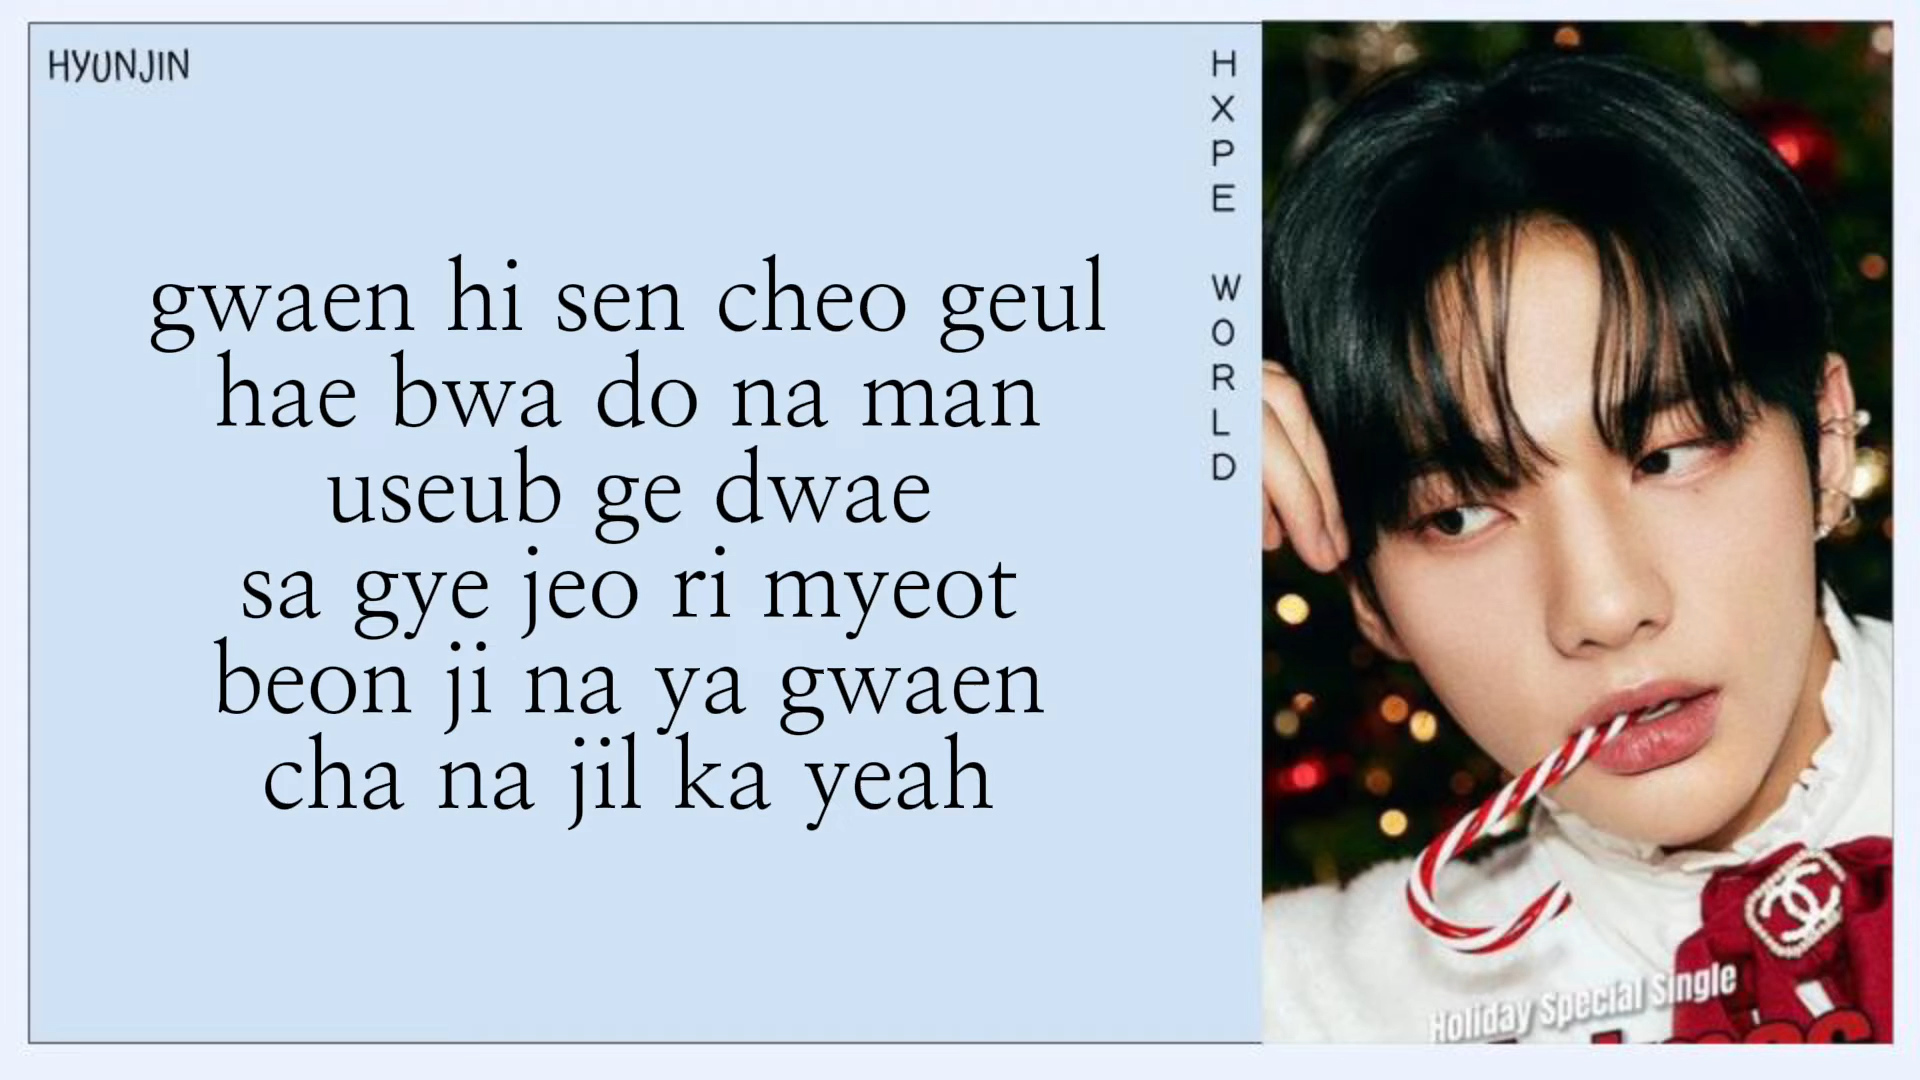 HYUNJIN
gwaen hi sen cheo geul
hae bwa do na man
useub ge dwae
sa gye jeo ri myeot
beon ji na ya gwaen
cha na jil ka yeah
HXPE WORLD
Holiday Special Single